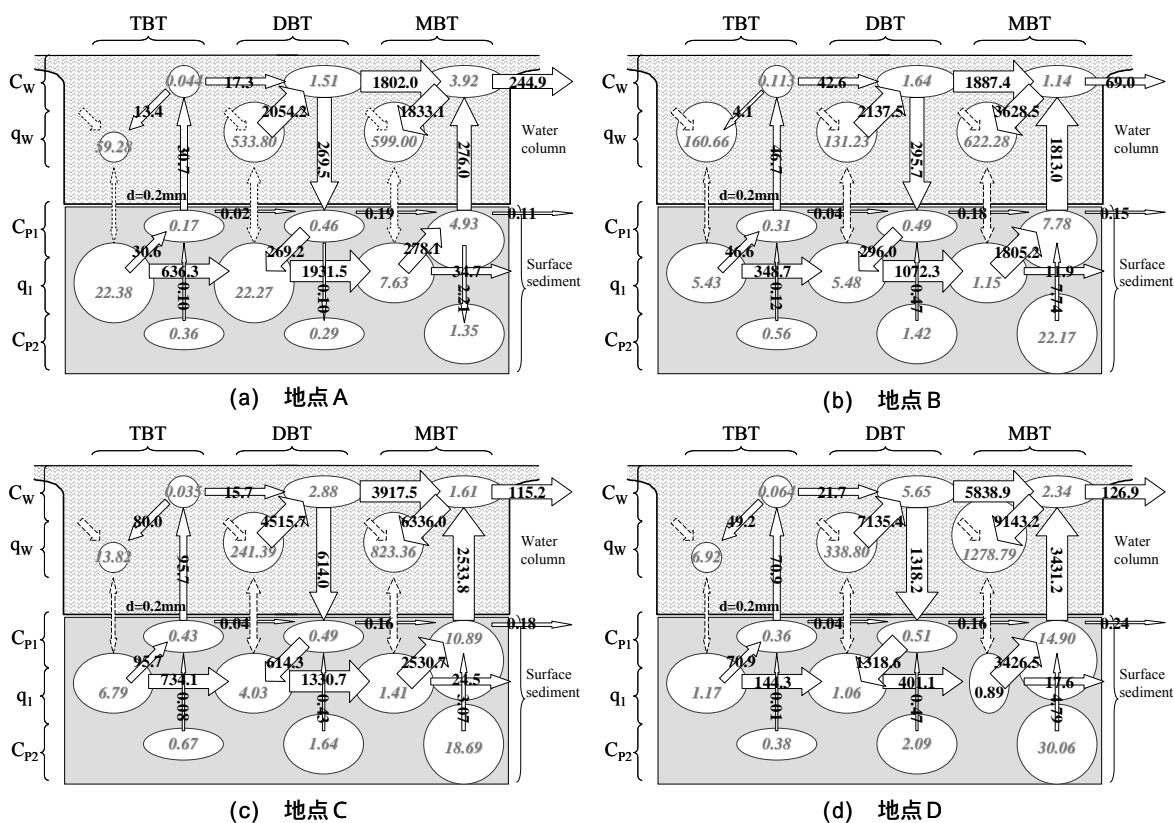 TBT DBT MBT
C_W 0.044 17.3 1.51 1802.0 3.92 244.9
13.4 2054.2 1833.1
q_W 59.28 533.80 599.00 Water column
30.7 269.5 276.0
d=0.2mm
0.02 0.19 0.11
C_P1 0.17 0.46 4.93
30.6 269.2 278.1
636.3 1931.5 34.7 Surface sediment
q_1 22.38 22.27 7.63
0.10 0.10 2.21
C_P2 0.36 0.29 1.35
(a) 地点A
TBT DBT MBT
C_W 0.113 42.6 1.64 1887.4 1.14 69.0
4.1 2137.5 3628.5
q_W 160.66 131.23 622.28 Water column
46.7 295.7 1813.0
d=0.2mm
0.04 0.18 0.15
C_P1 0.31 0.49 7.78
46.6 296.0 1805.2
348.7 1072.3 11.9 Surface sediment
q_1 5.43 5.48 1.15
0.12 0.47 7.74
C_P2 0.56 1.42 22.17
(b) 地点B
TBT DBT MBT
C_W 0.035 15.7 2.88 3917.5 1.61 115.2
80.0 4515.7 6336.0
q_W 13.82 241.39 823.36 Water column
95.7 614.0 2533.8
d=0.2mm
0.04 0.16 0.18
C_P1 0.43 0.49 10.89
95.7 614.3 2530.7
734.1 1330.7 24.5 Surface sediment
q_1 6.79 4.03 1.41
0.08 0.43 3.07
C_P2 0.67 1.64 18.69
(c) 地点C
TBT DBT MBT
C_W 0.064 21.7 5.65 5838.9 2.34 126.9
49.2 7135.4 9143.2
q_W 6.92 338.80 1278.79 Water column
70.9 1318.2 3431.2
d=0.2mm
0.04 0.16 0.24
C_P1 0.36 0.51 14.90
70.9 1318.6 3426.5
144.3 401.1 17.6 Surface sediment
q_1 1.17 1.06 0.89
0.01 0.47 4.79
C_P2 0.38 2.09 30.06
(d) 地点D